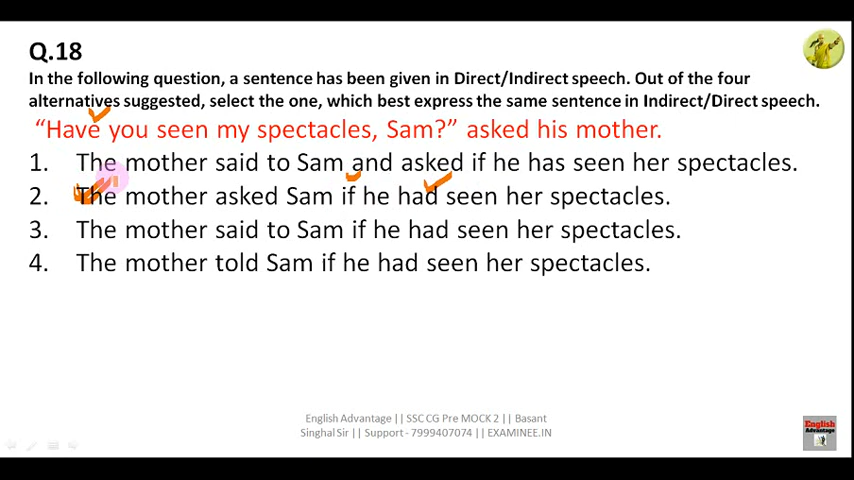 Q.18
In the following question, a sentence has been given in Direct/Indirect speech. Out of the four
alternatives suggested, select the one, which best express the same sentence in Indirect/Direct speech.
“Have you seen my spectacles, Sam?” asked his mother.
1. The mother said to Sam and asked if he has seen her spectacles.
2. The mother asked Sam if he had seen her spectacles.
3. The mother said to Sam if he had seen her spectacles.
4. The mother told Sam if he had seen her spectacles.
English Advantage || SSC CG Pre MOCK 2 || Basant
Singhal Sir || Support - 7999407074 || EXAMINEE.IN
English
Advantage